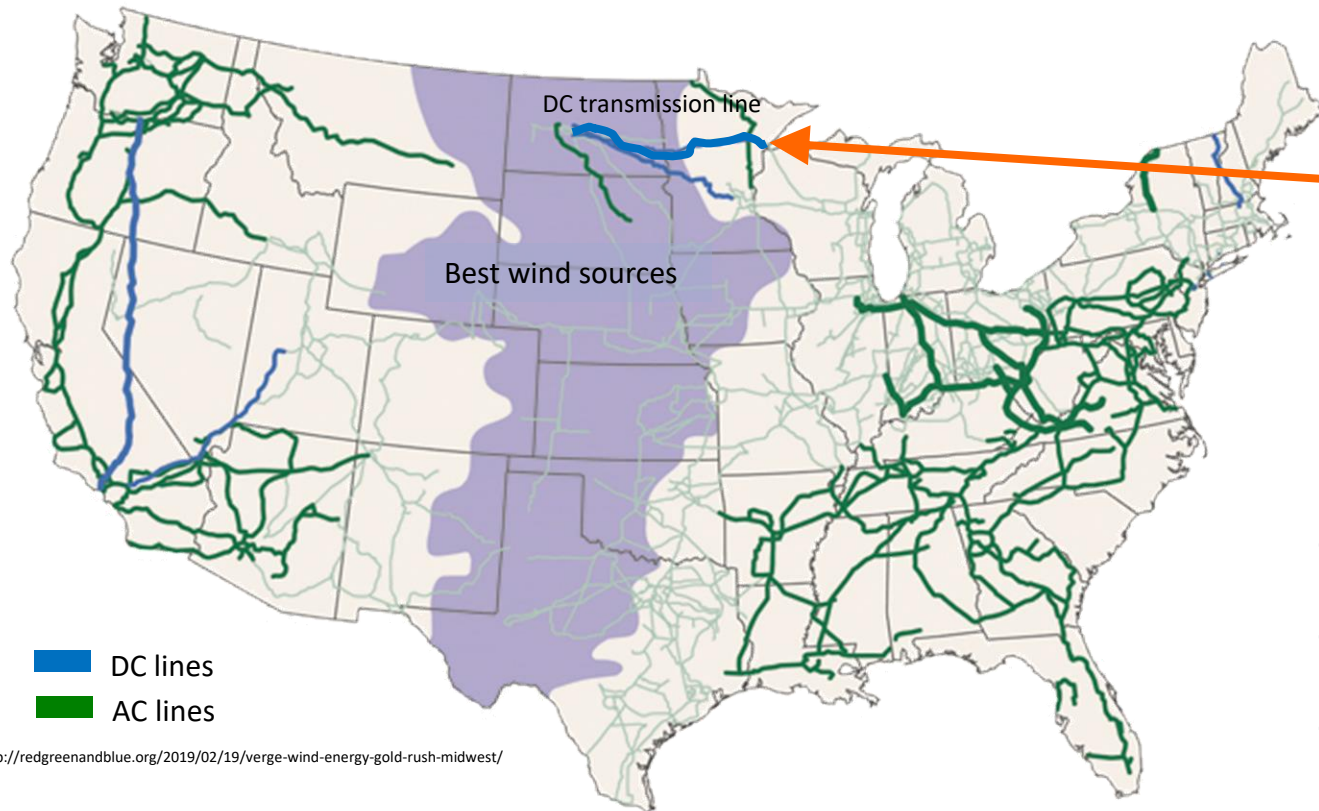 DC transmission line
Best wind sources
DC lines
AC lines
p://redgreenandblue.org/2019/02/19/verge-wind-energy-gold-rush-midwest/